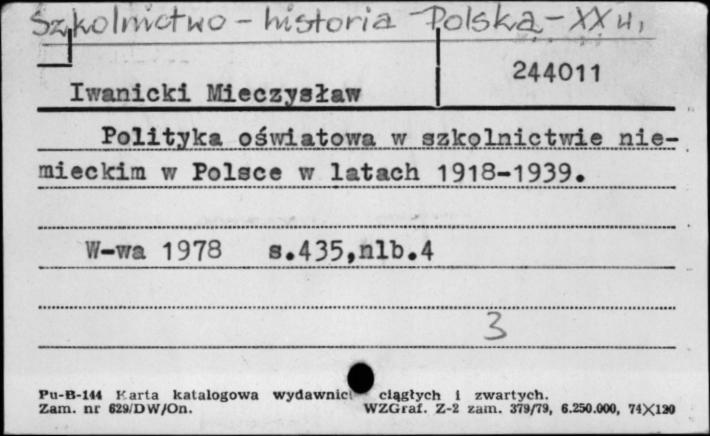 Szkolnictwo - historia - Polska - XX w,
244011
Iwanicki Mieczysław
Polityka oświatowa w szkolnictwie nie-
mieckim w Polsce w latach 1918-1939.
W-wa 1978 s.435,nlb.4
3
Pu-B-144 Karta katalogowa wydawnict ciągłych i zwartych.
Zam. nr 629/DW/On. WZGraf. Z-2 zam. 379/79, 6.250.000, 74X120